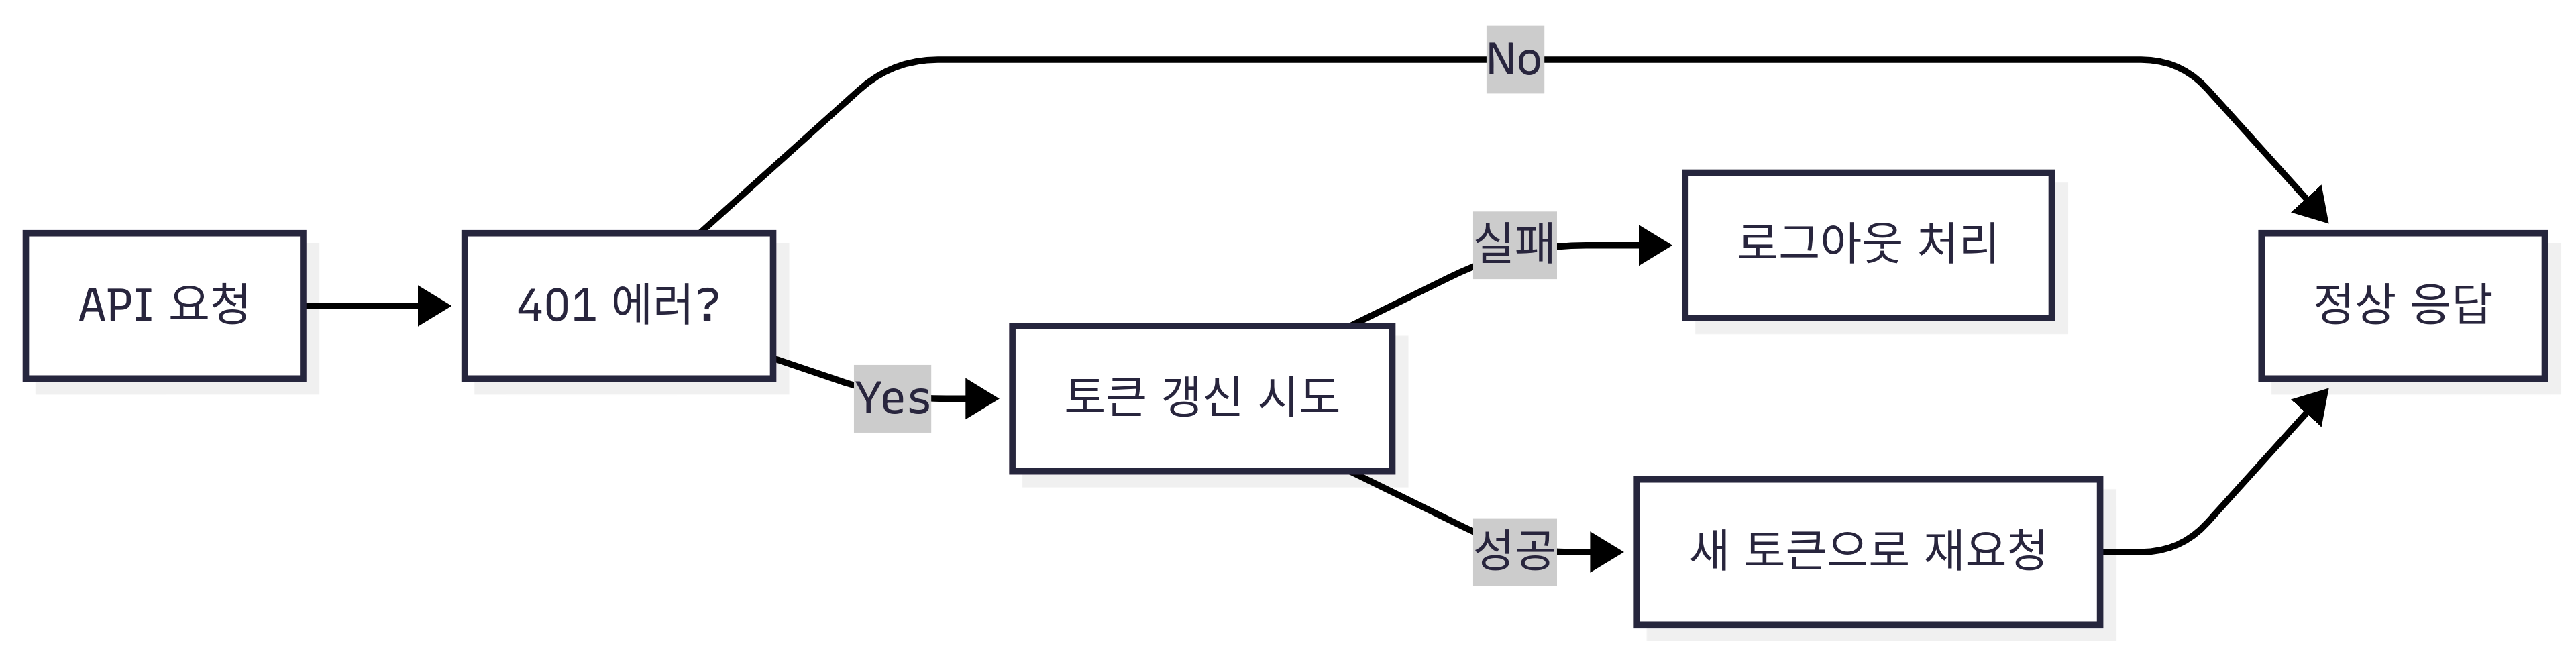 No
실패
로그아웃 처리
API 요청
401 에러?
정상 응답
Yes
토큰 갱신 시도
성공
새 토큰으로 재요청